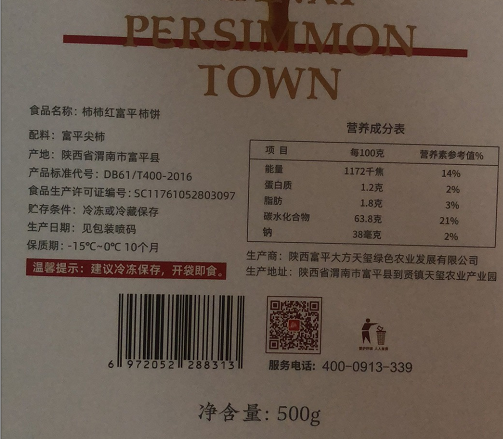 PERSIMMON
TOWN
食品名称：柿柿红富平柿饼
配料：富平尖柿
产地：陕西省渭南市富平县
产品标准代号：DB61/T400-2016
食品生产许可证编号：SC11761052803097
贮存条件：冷冻或冷藏保存
生产日期：见包装喷码
保质期：-15℃~0℃ 10个月
温馨提示：建议冷冻保存，开袋即食。
营养成分表
项 目 每100克 营养素参考值%
能量 1172千焦 14%
蛋白质 1.2克 2%
脂肪 1.8克 3%
碳水化合物 63.8克 21%
钠 38毫克 2%
生产商：陕西富平大方天玺绿色农业发展有限公司
生产地址：陕西省渭南市富平县到贤镇天玺农业产业园
6 972052 288313
服务电话：400-0913-339
净含量：500g